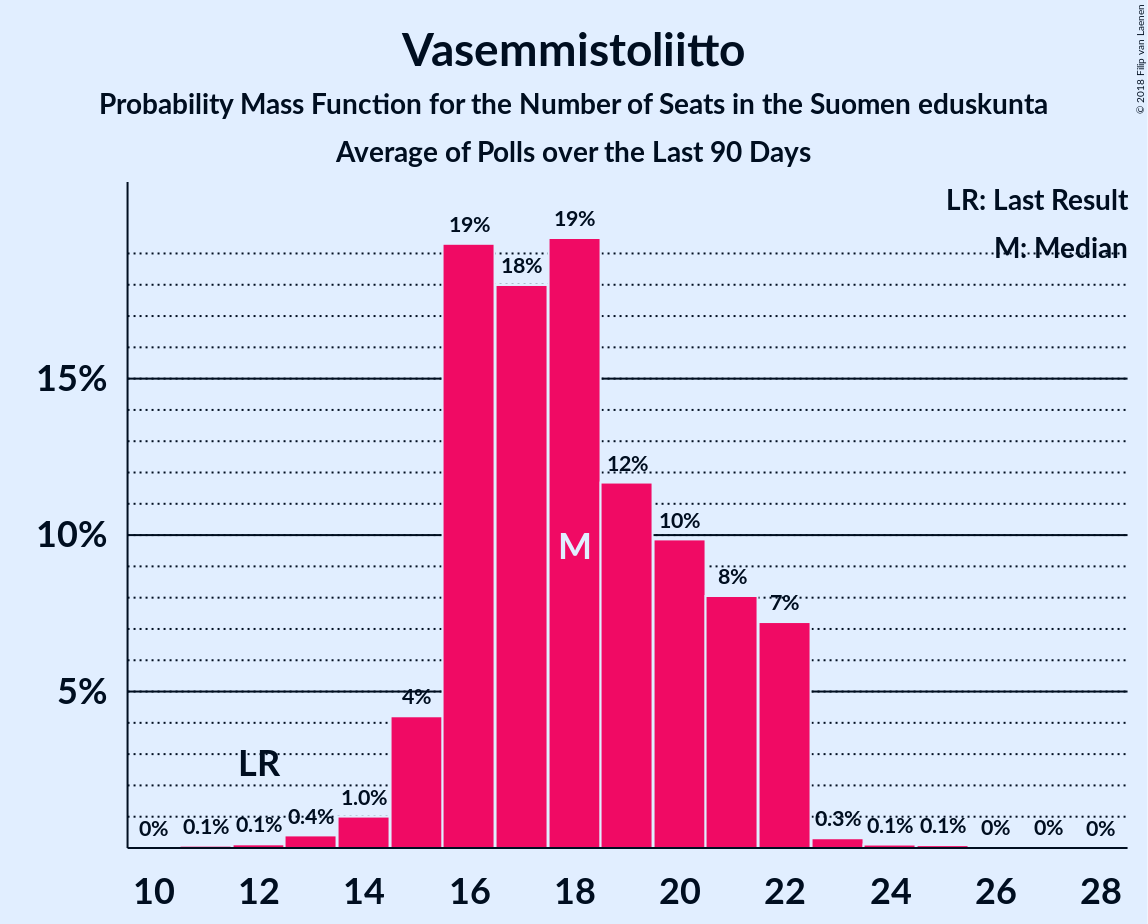 Vasemmistoliitto
Probability Mass Function for the Number of Seats in the Suomen eduskunta
Average of Polls over the Last 90 Days
© 2018 Filip van Laenen
LR: Last Result
M: Median
15%
10%
5%
0%
0.1%
0.1%
0.4%
1.0%
4%
19%
18%
19%
12%
10%
8%
7%
0.3%
0.1%
0.1%
0%
0%
0%
LR
M
10 12 14 16 18 20 22 24 26 28